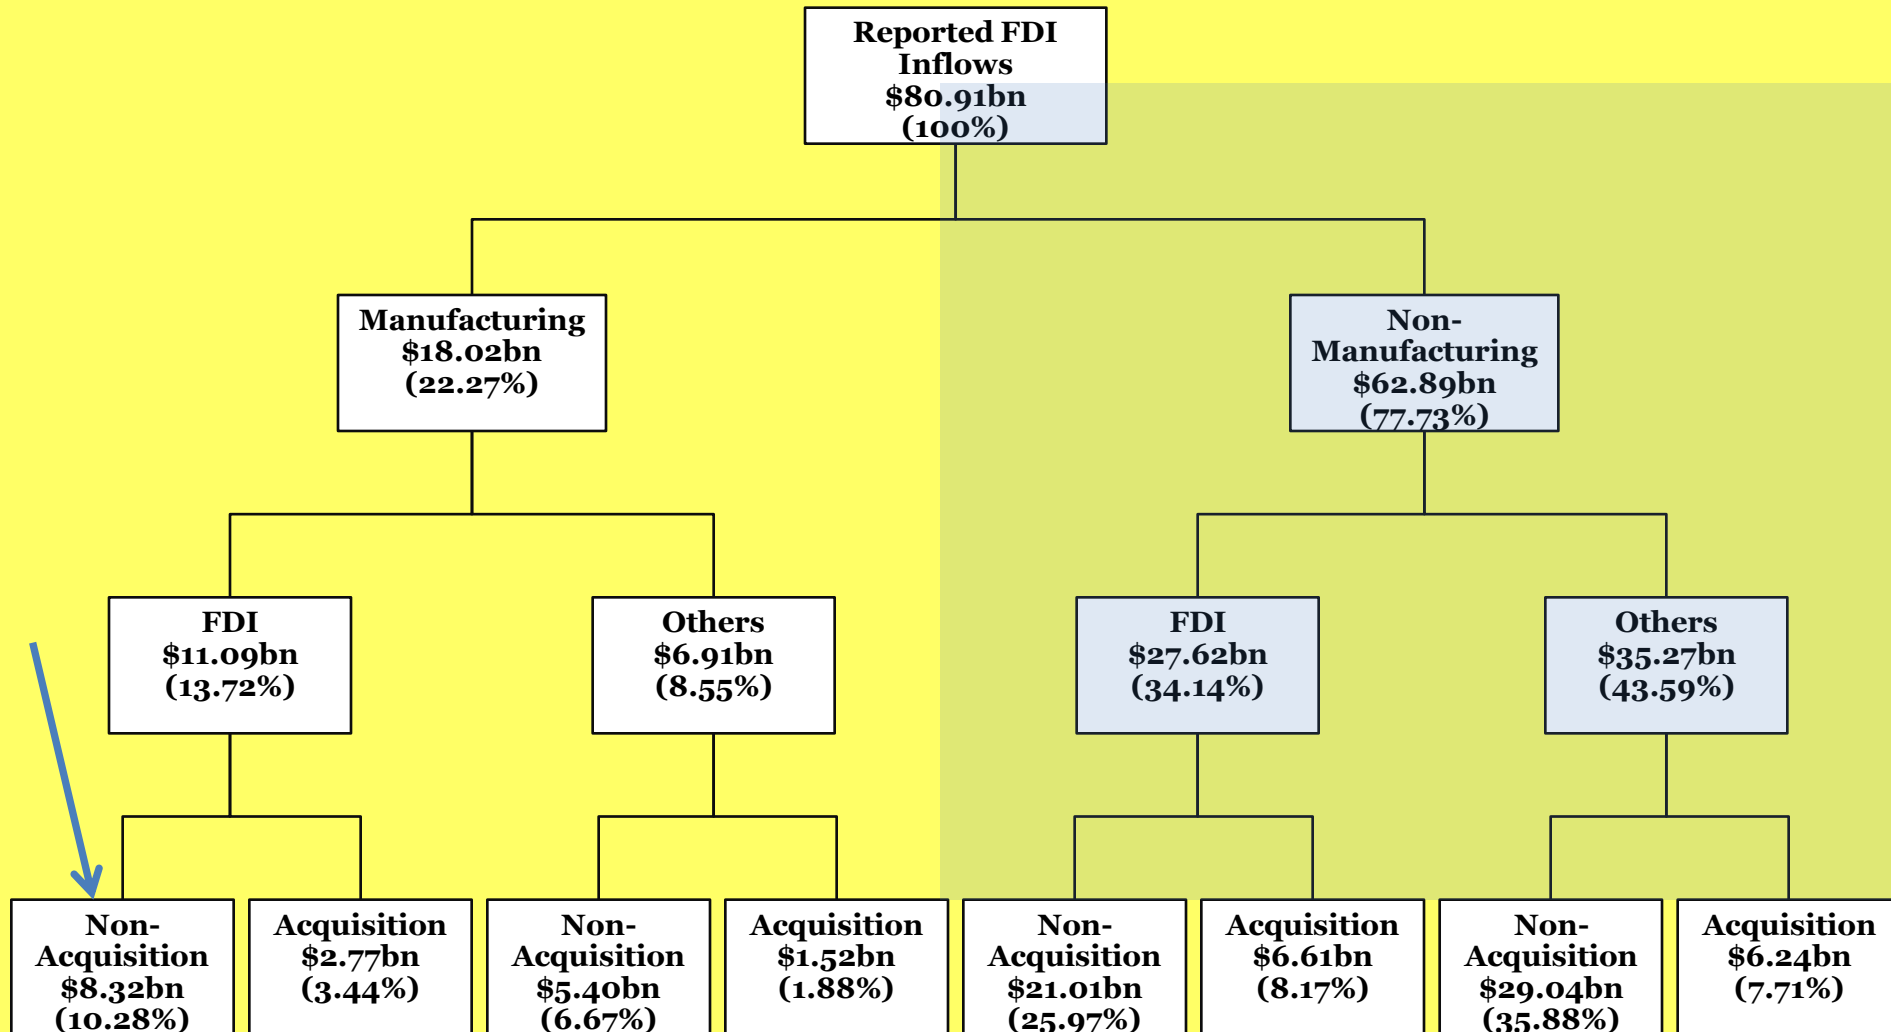 Reported FDI
Inflows
$80.91bn
(100%)
Manufacturing
$18.02bn
(22.27%)
Non-
Manufacturing
$62.89bn
(77.73%)
FDI
$11.09bn
(13.72%)
Others
$6.91bn
(8.55%)
FDI
$27.62bn
(34.14%)
Others
$35.27bn
(43.59%)
Non-
Acquisition
$8.32bn
(10.28%)
Acquisition
$2.77bn
(3.44%)
Non-
Acquisition
$5.40bn
(6.67%)
Acquisition
$1.52bn
(1.88%)
Non-
Acquisition
$21.01bn
(25.97%)
Acquisition
$6.61bn
(8.17%)
Non-
Acquisition
$29.04bn
(35.88%)
Acquisition
$6.24bn
(7.71%)